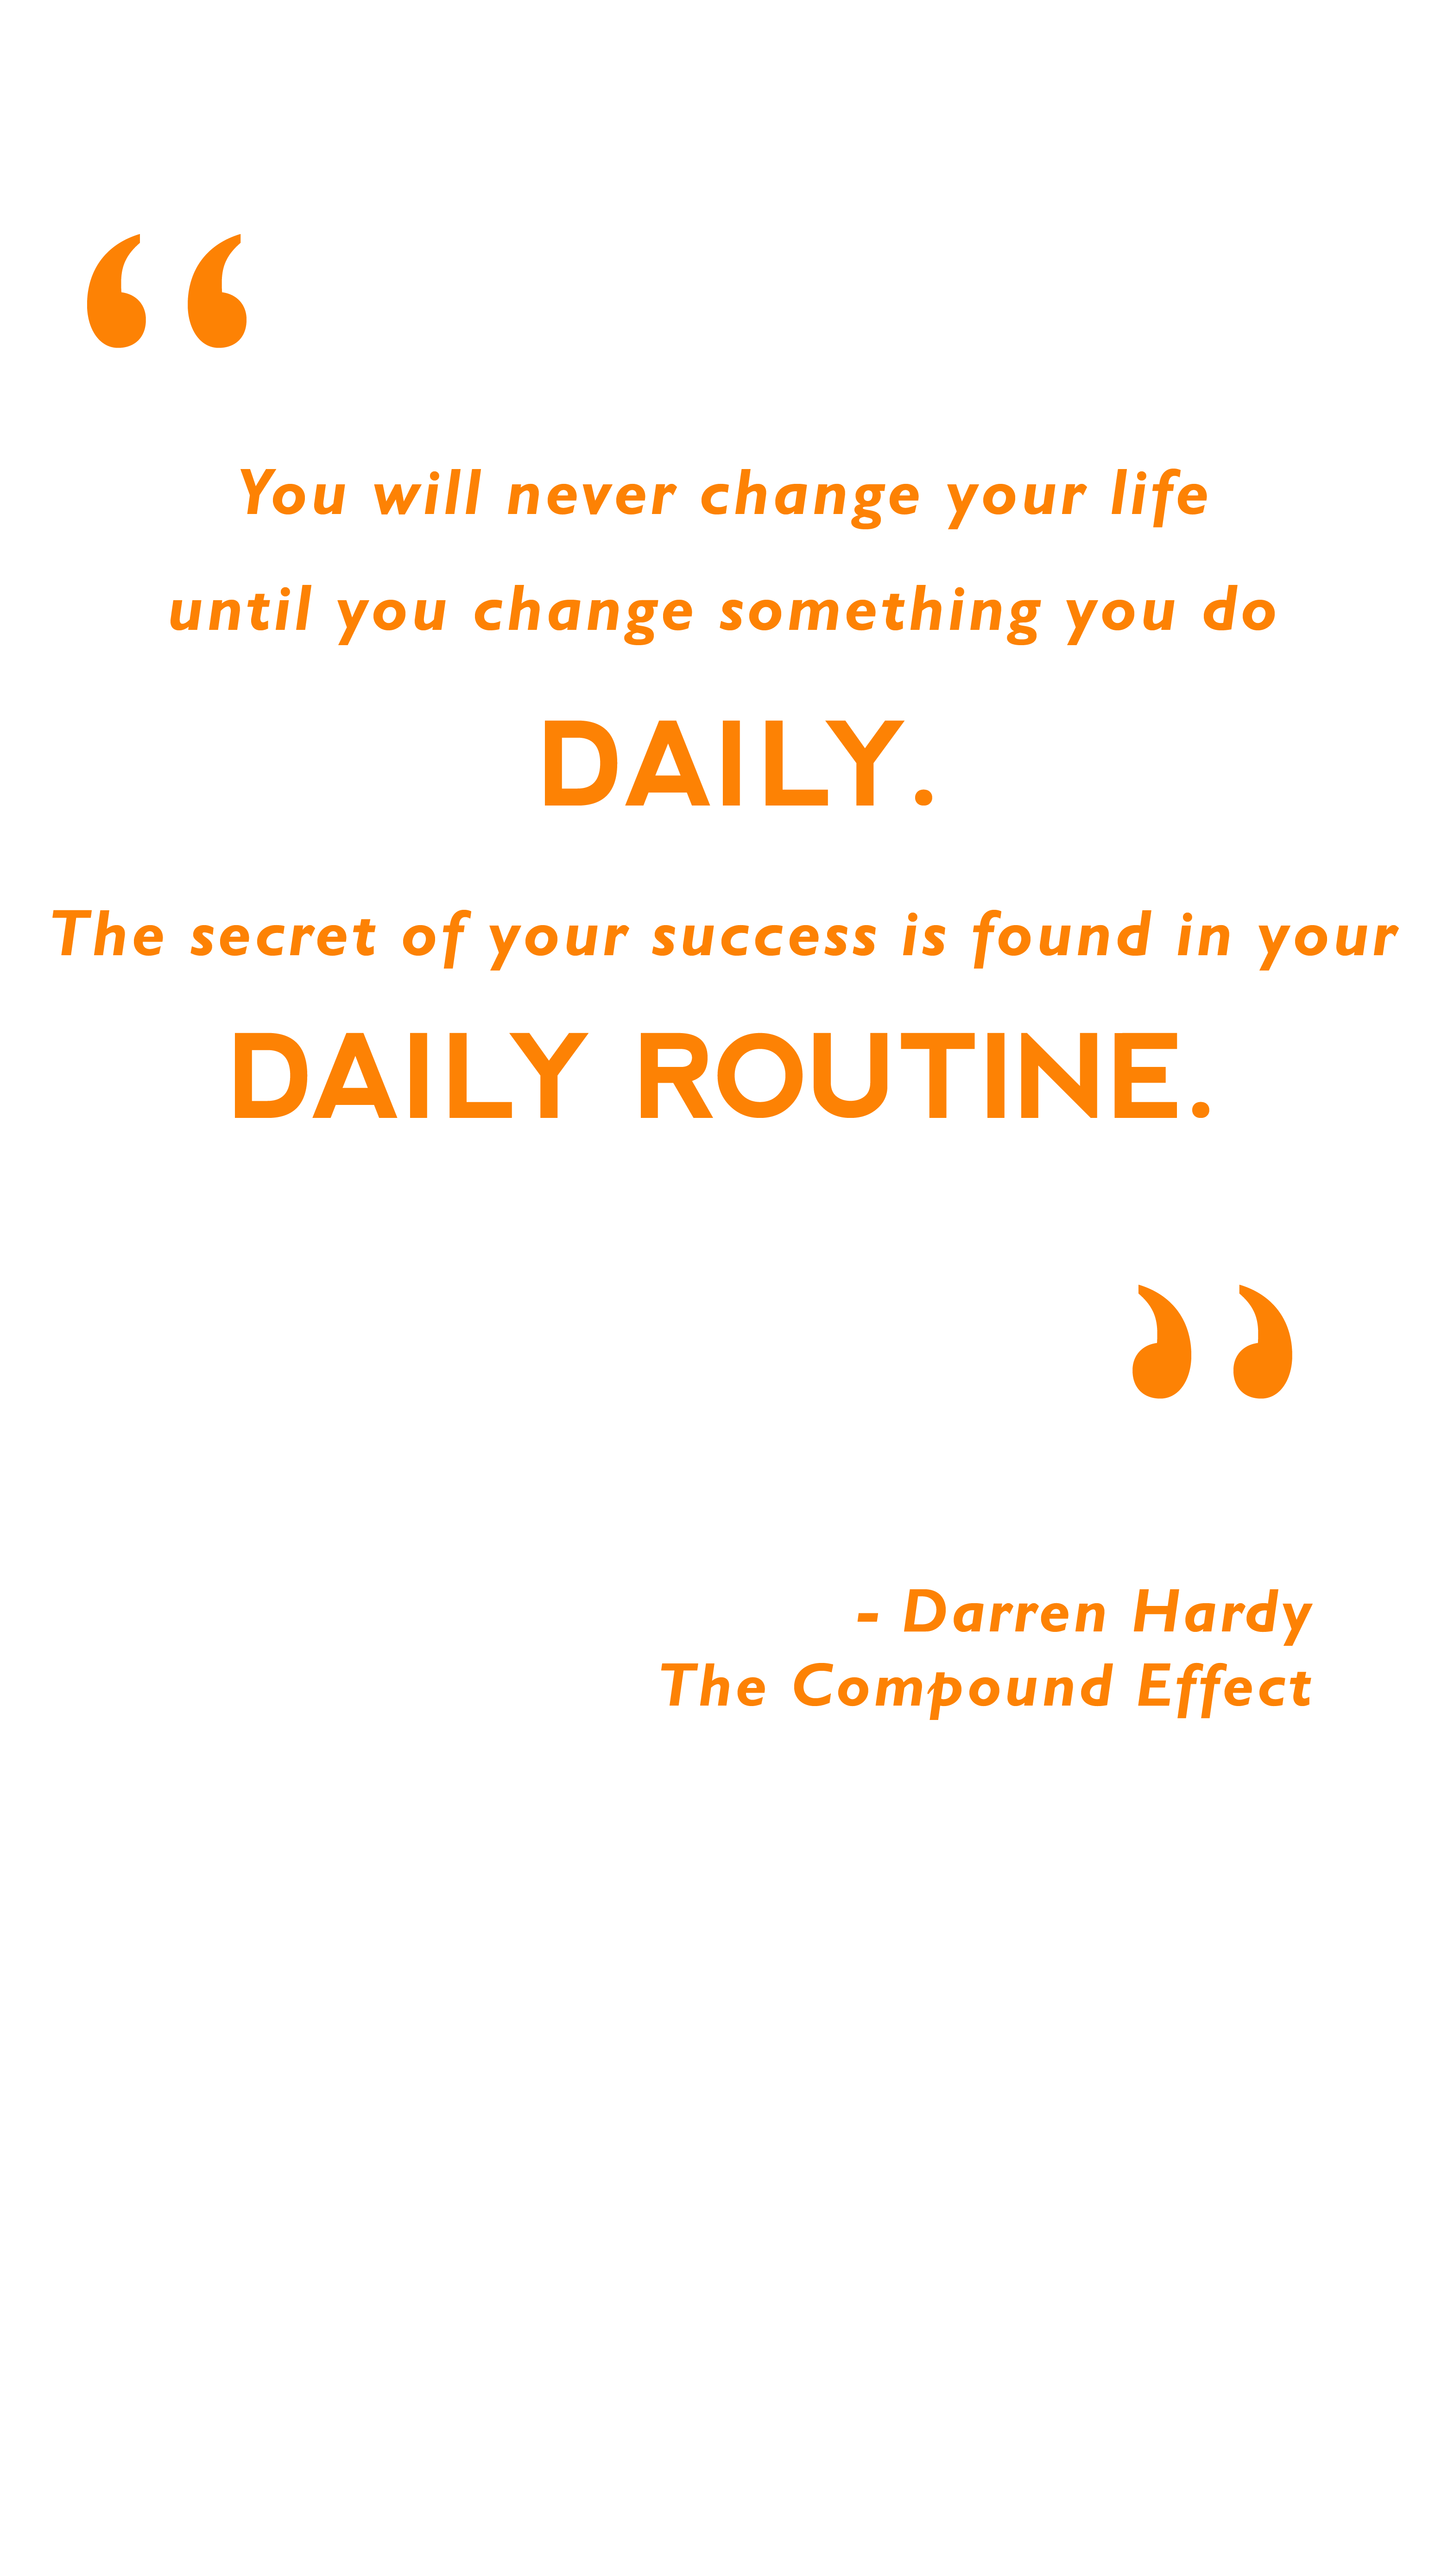 “
You will never change your life
until you change something you do
DAILY.
The secret of your success is found in your
DAILY ROUTINE.
”
- Darren Hardy
The Compound Effect